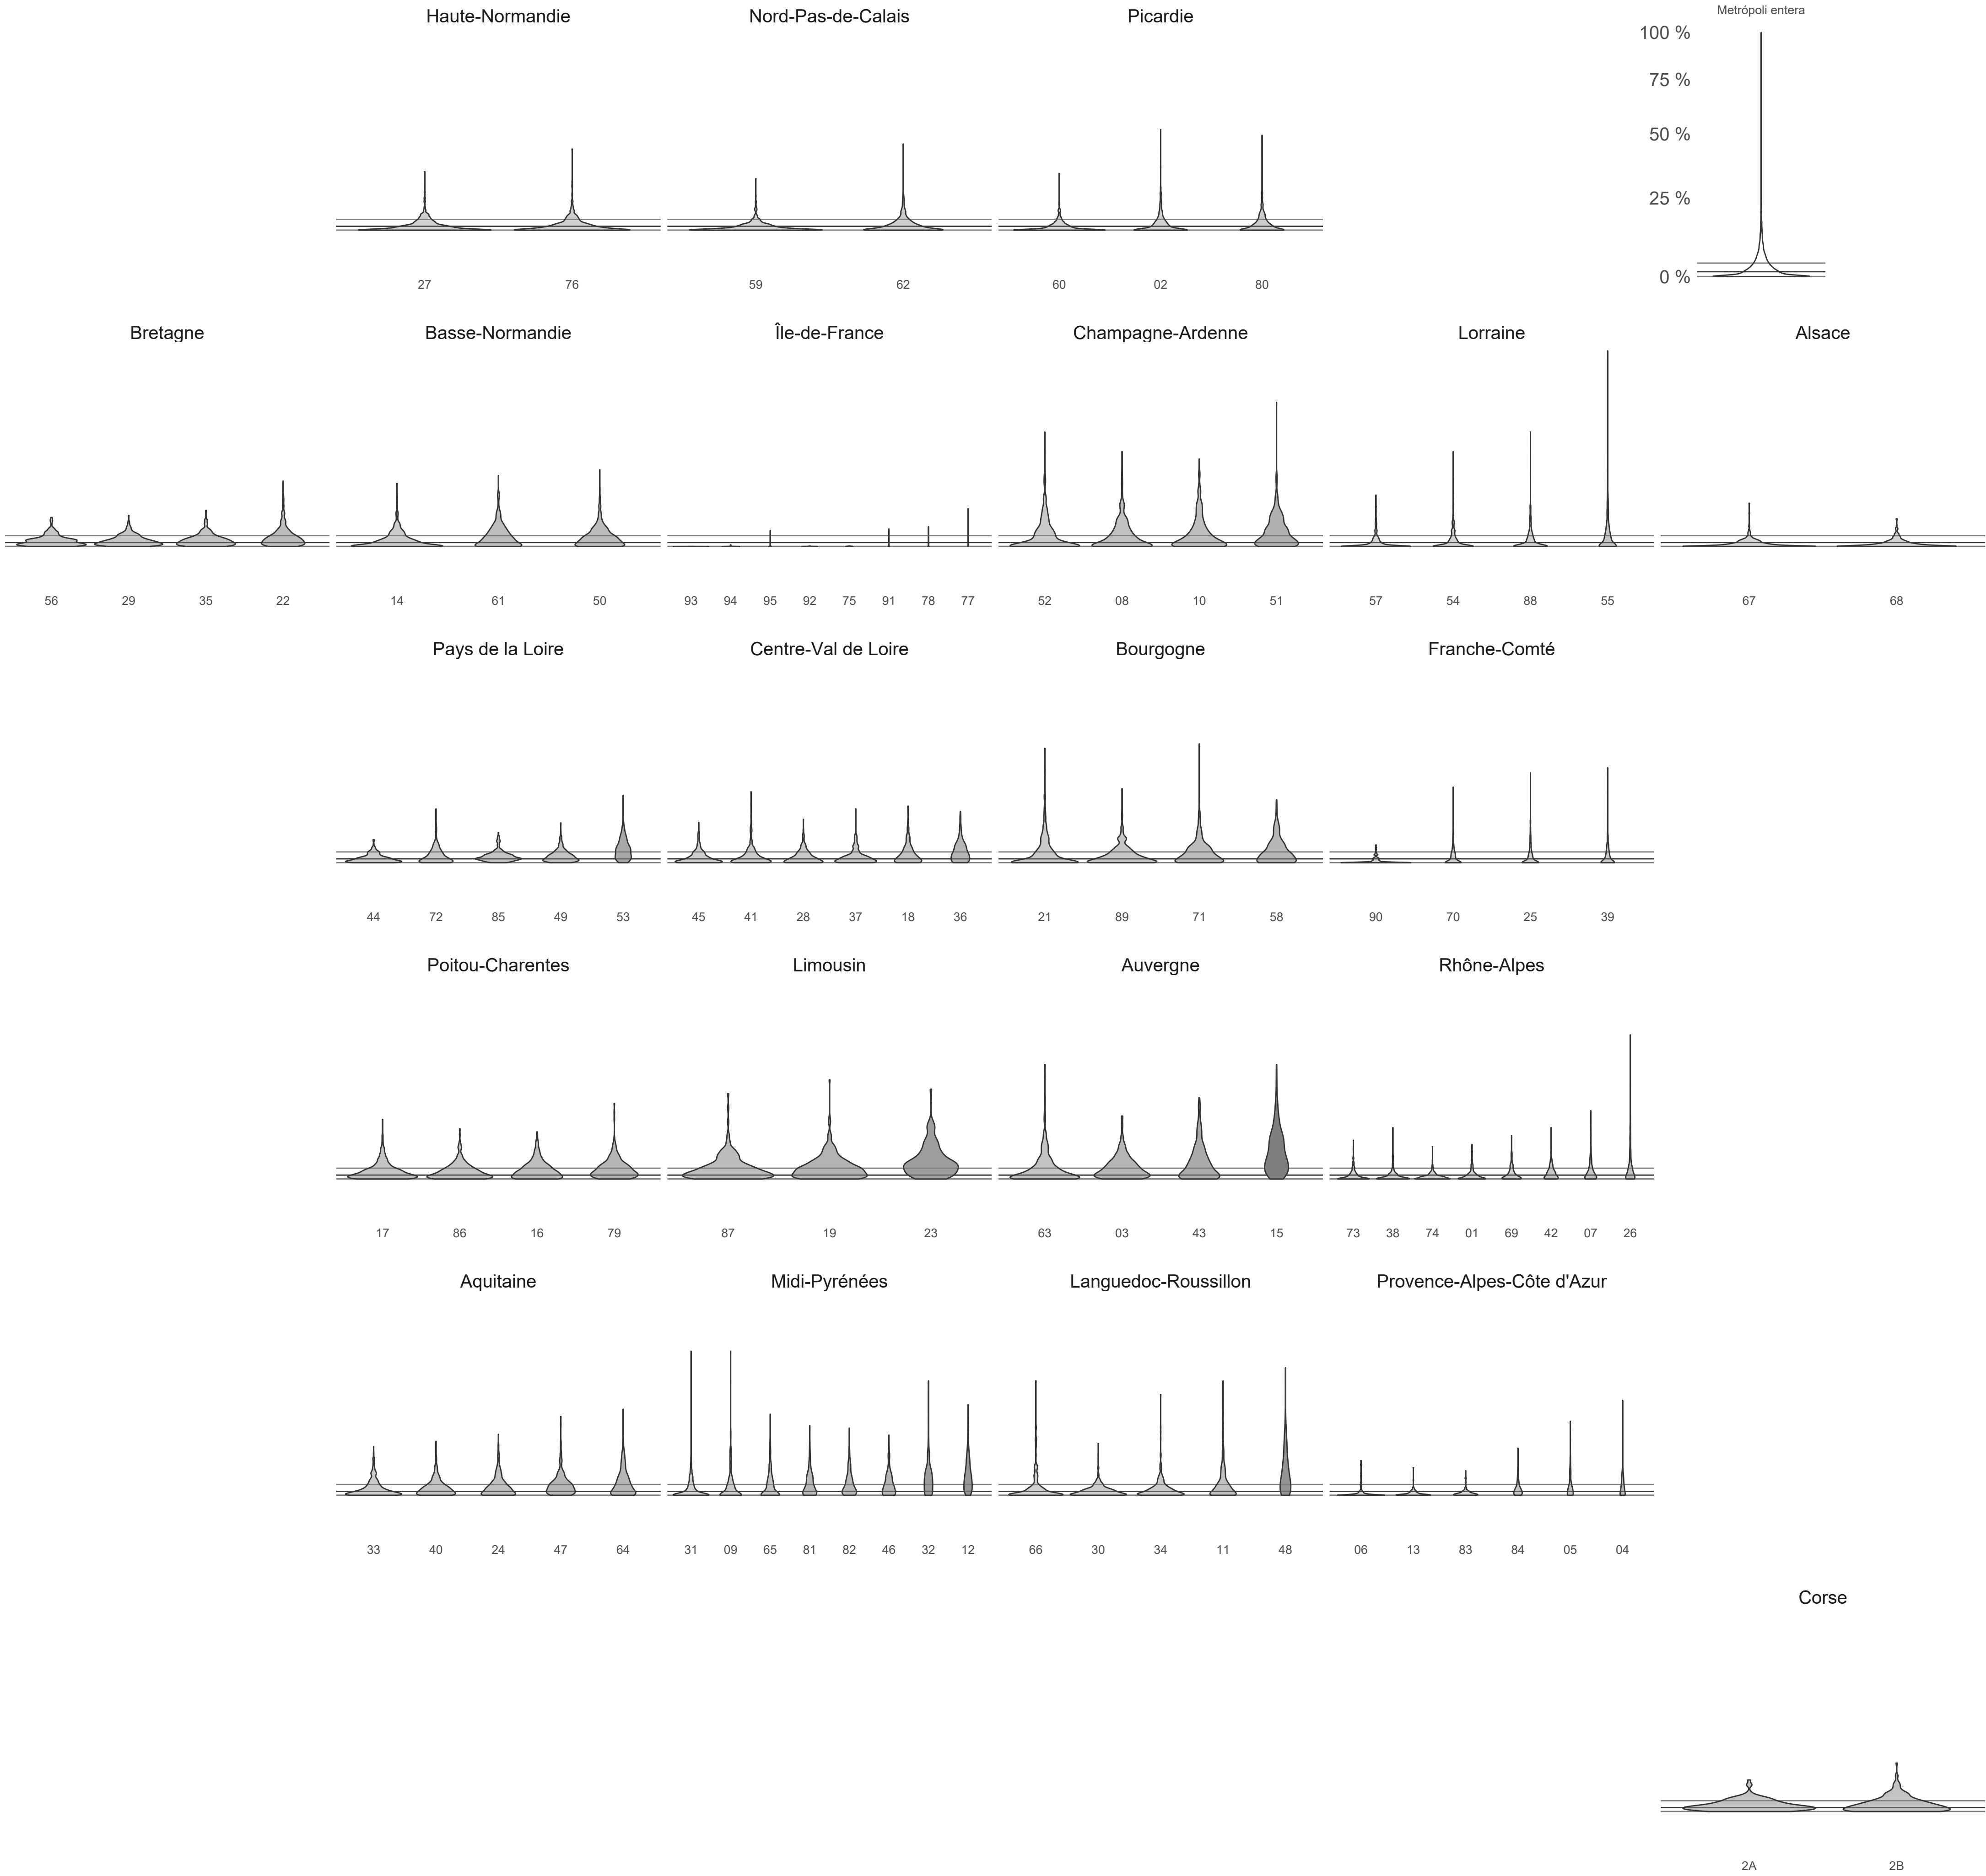 Haute-Normandie
Nord-Pas-de-Calais
Picardie
Metrópoli entera
100 %
75 %
50 %
25 %
0 %
27 76
59 62
60 02 80
Bretagne
Basse-Normandie
Île-de-France
Champagne-Ardenne
Lorraine
Alsace
56 29 35 22
14 61 50
93 94 95 92 75 91 78 77
52 08 10 51
57 54 88 55
67 68
Pays de la Loire
Centre-Val de Loire
Bourgogne
Franche-Comté
44 72 85 49 53
45 41 28 37 18 36
21 89 71 58
90 70 25 39
Poitou-Charentes
Limousin
Auvergne
Rhône-Alpes
17 86 16 79
87 19 23
63 03 43 15
73 38 74 01 69 42 07 26
Aquitaine
Midi-Pyrénées
Languedoc-Roussillon
Provence-Alpes-Côte d'Azur
33 40 24 47 64
31 09 65 81 82 46 32 12
66 30 34 11 48
06 13 83 84 05 04
Corse
2A 2B